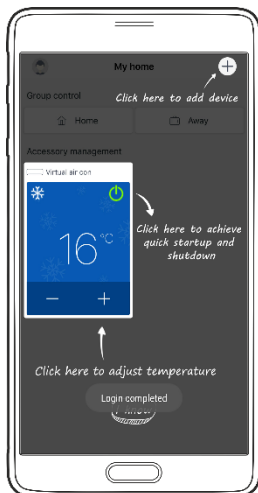 My home
Group control
Click here to add device
Home
Away
Accessory management
Virtual air con
16°C
Click here to achieve
quick startup and
shutdown
— +
Click here to adjust temperature
Login completed